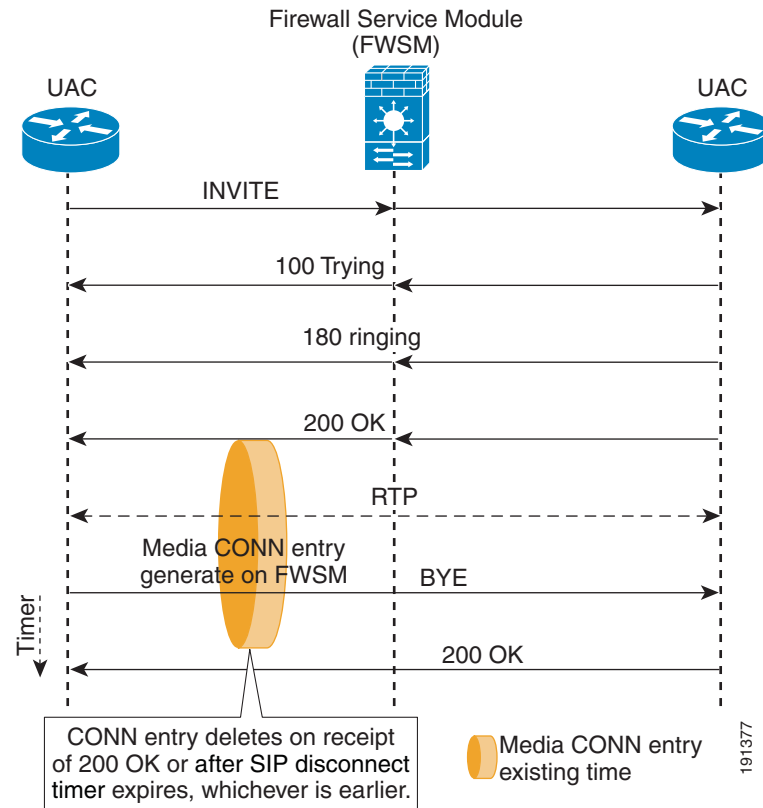 Firewall Service Module
(FWSM)
UAC
UAC
INVITE
100 Trying
180 ringing
200 OK
RTP
Media CONN entry
generate on FWSM
BYE
Timer
200 OK
CONN entry deletes on receipt
of 200 OK or after SIP disconnect
timer expires, whichever is earlier.
Media CONN entry
existing time
191377